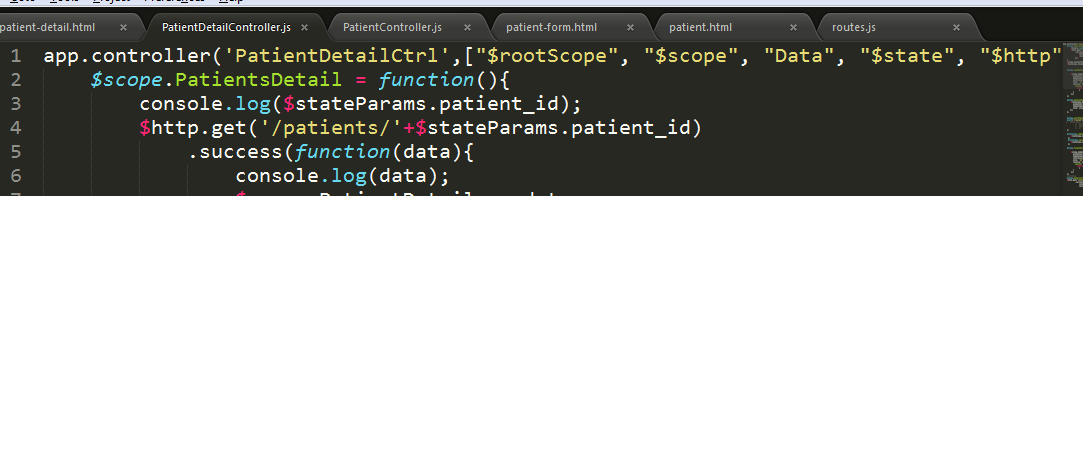 patient-detail.html × PatientDetailController.js × PatientController.js × patient-form.html × patient.html × routes.js ×
1 app.controller('PatientDetailCtrl',["$rootScope", "$scope", "Data", "$state", "$http"
2 $scope.PatientsDetail = function(){
3 console.log($stateParams.patient_id);
4 $http.get('/patients/'+$stateParams.patient_id)
5 .success(function(data){
6 console.log(data);